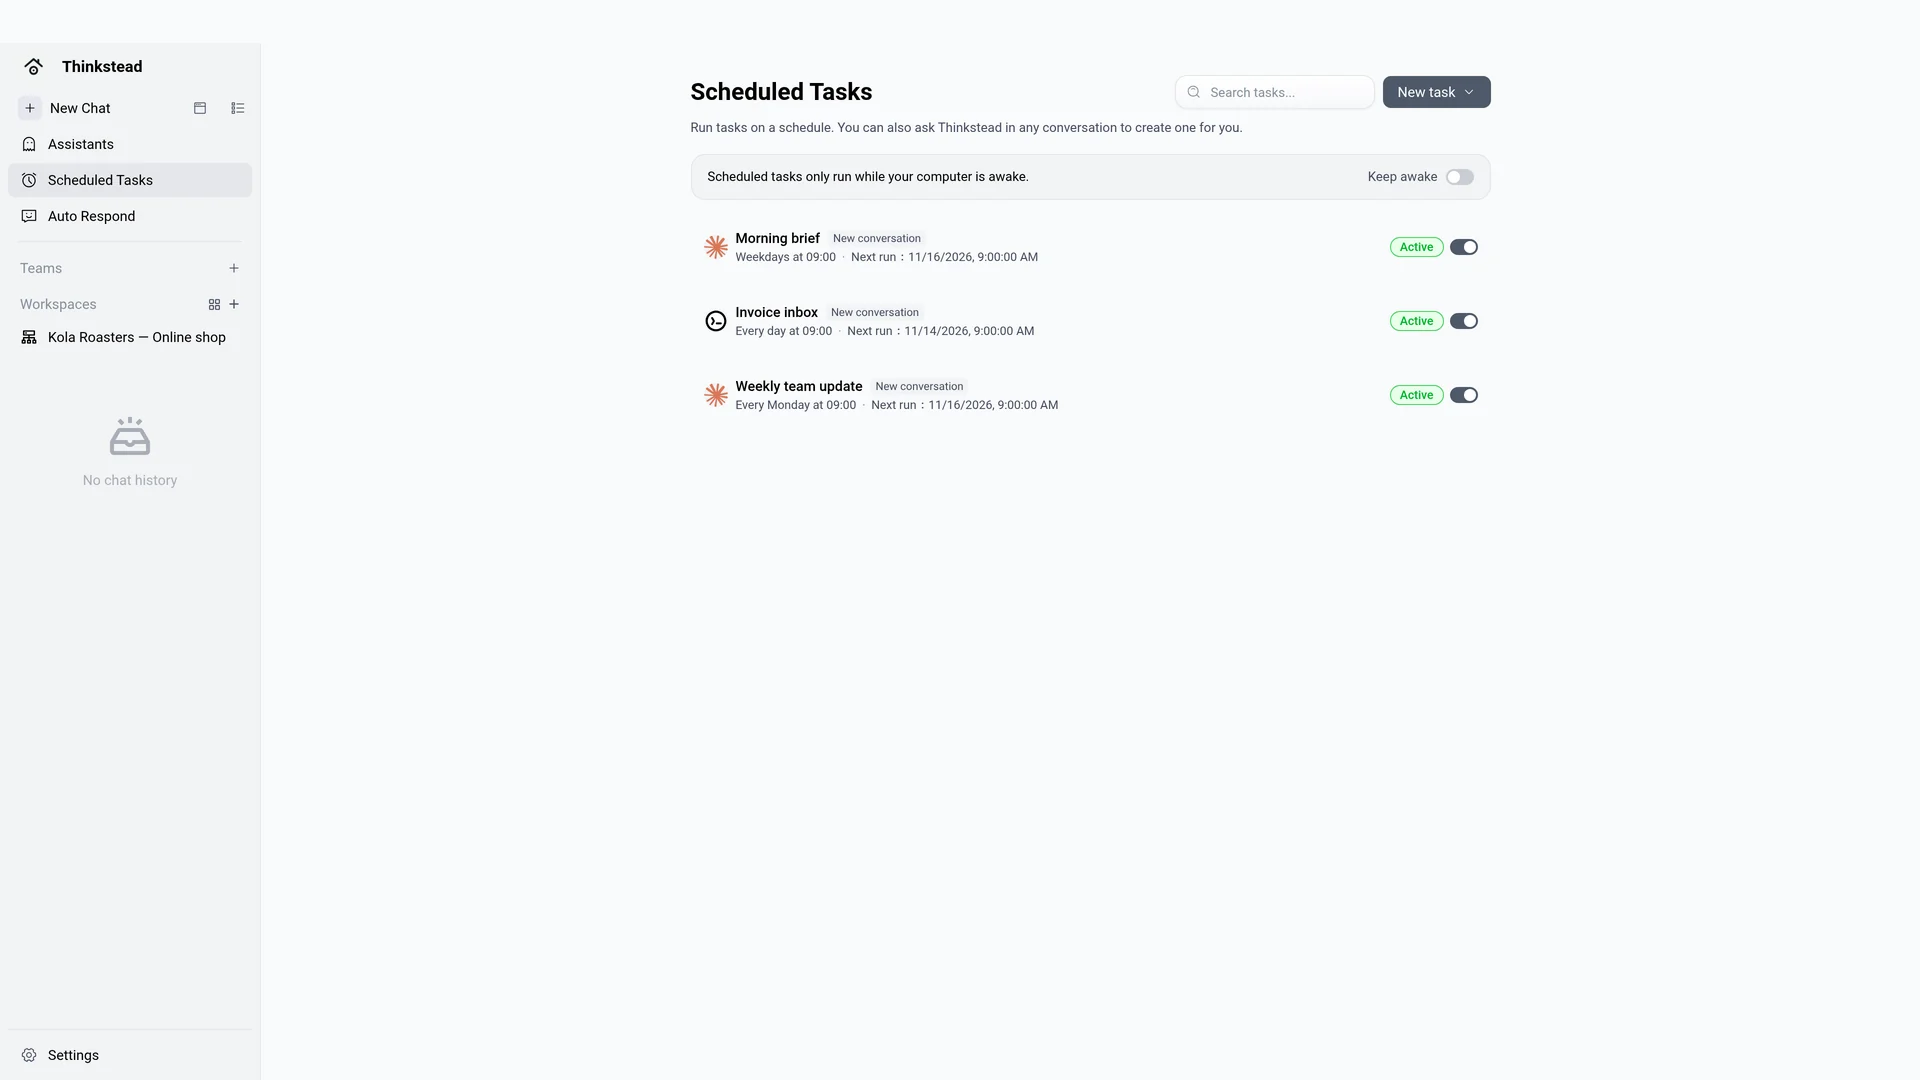 Thinkstead
New Chat
Assistants
Scheduled Tasks
Auto Respond
Teams
Workspaces
Kola Roasters — Online shop
No chat history
Settings
Scheduled Tasks
Search tasks...
New task
Run tasks on a schedule. You can also ask Thinkstead in any conversation to create one for you.
Scheduled tasks only run while your computer is awake.
Keep awake
Morning brief New conversation
Weekdays at 09:00 · Next run：11/16/2026, 9:00:00 AM
Active
Invoice inbox New conversation
Every day at 09:00 · Next run：11/14/2026, 9:00:00 AM
Active
Weekly team update New conversation
Every Monday at 09:00 · Next run：11/16/2026, 9:00:00 AM
Active